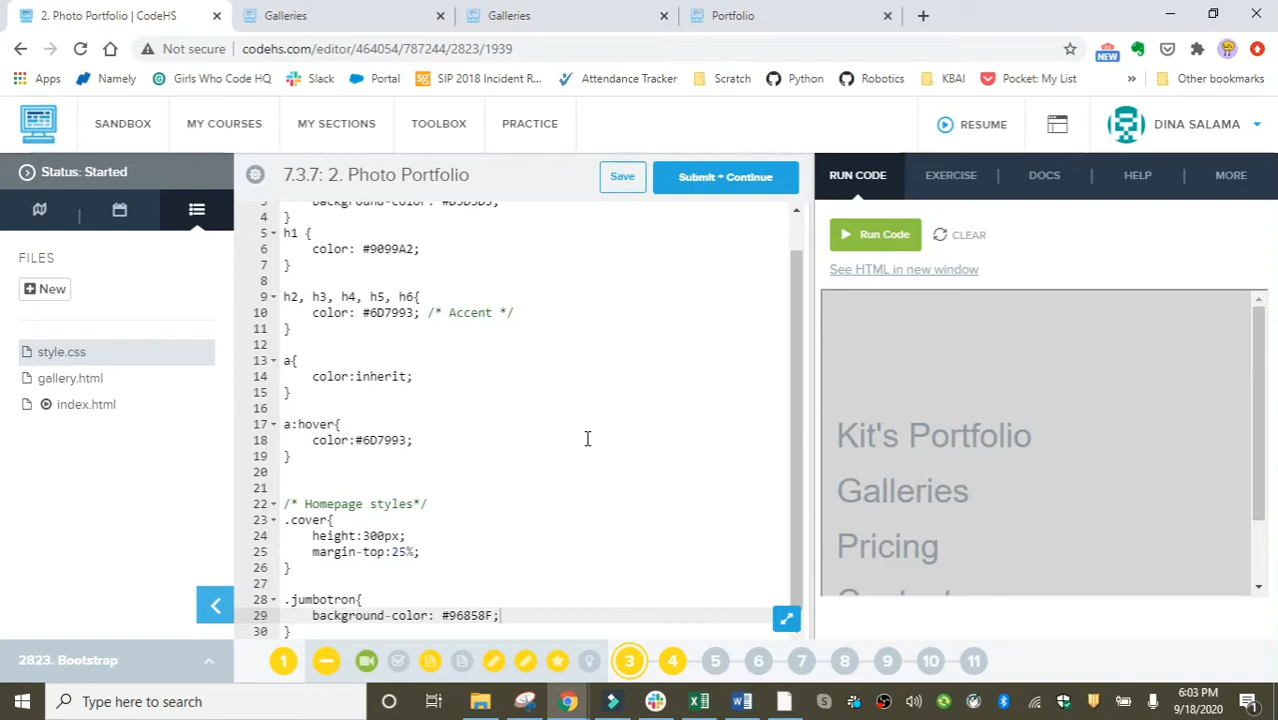 2. Photo Portfolio | CodeHS
Galleries
Galleries
Portfolio
Not secure | codehs.com/editor/464054/787244/2823/1939
NEW
Apps
Namely
Girls Who Code HQ
Slack
Portal
SIP 2018 Incident R...
Attendance Tracker
Scratch
Python
Robotics
KBAI
Pocket: My List
»
Other bookmarks
SANDBOX
MY COURSES
MY SECTIONS
TOOLBOX
PRACTICE
RESUME
DINA SALAMA
Status: Started
7.3.7: 2. Photo Portfolio
Save
Submit + Continue
RUN CODE
EXERCISE
DOCS
HELP
MORE
FILES
New
style.css
gallery.html
index.html
4 }
5 h1 {
6 color: #9099A2;
7 }
8
9 h2, h3, h4, h5, h6{
10 color: #6D7993; /* Accent */
11 }
12
13 a{
14 color:inherit;
15 }
16
17 a:hover{
18 color:#6D7993;
19 }
20
21
22 /* Homepage styles*/
23 .cover{
24 height:300px;
25 margin-top:25%;
26 }
27
28 .jumbotron{
29 background-color: #96858F;
30 }
Run Code
CLEAR
See HTML in new window
Kit's Portfolio
Galleries
Pricing
2823. Bootstrap
1
3
4
5
6
7
8
9
10
11
Type here to search
6:03 PM
9/18/2020
1